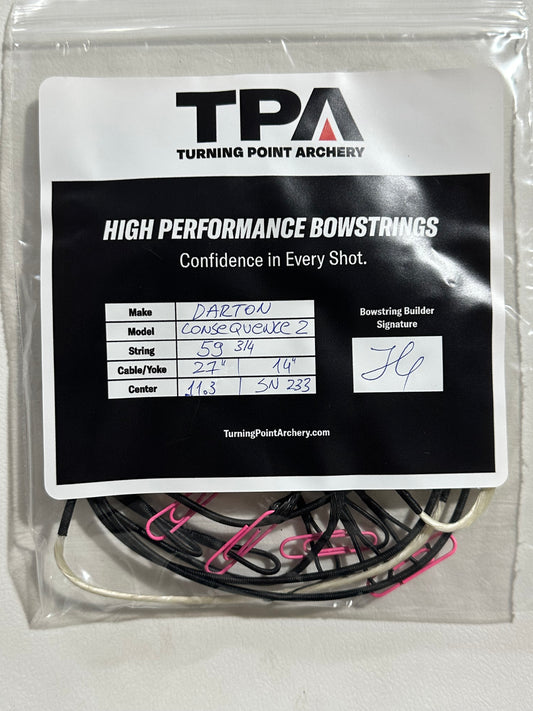 TPA
TURNING POINT ARCHERY
HIGH PERFORMANCE BOWSTRINGS
Confidence in Every Shot.
Make DARTON
Model CONSEQUENCE 2
String 59 3/4
Cable/Yoke 27" 14"
Center 11.3 SN 233
Bowstring Builder
Signature
TurningPointArchery.com